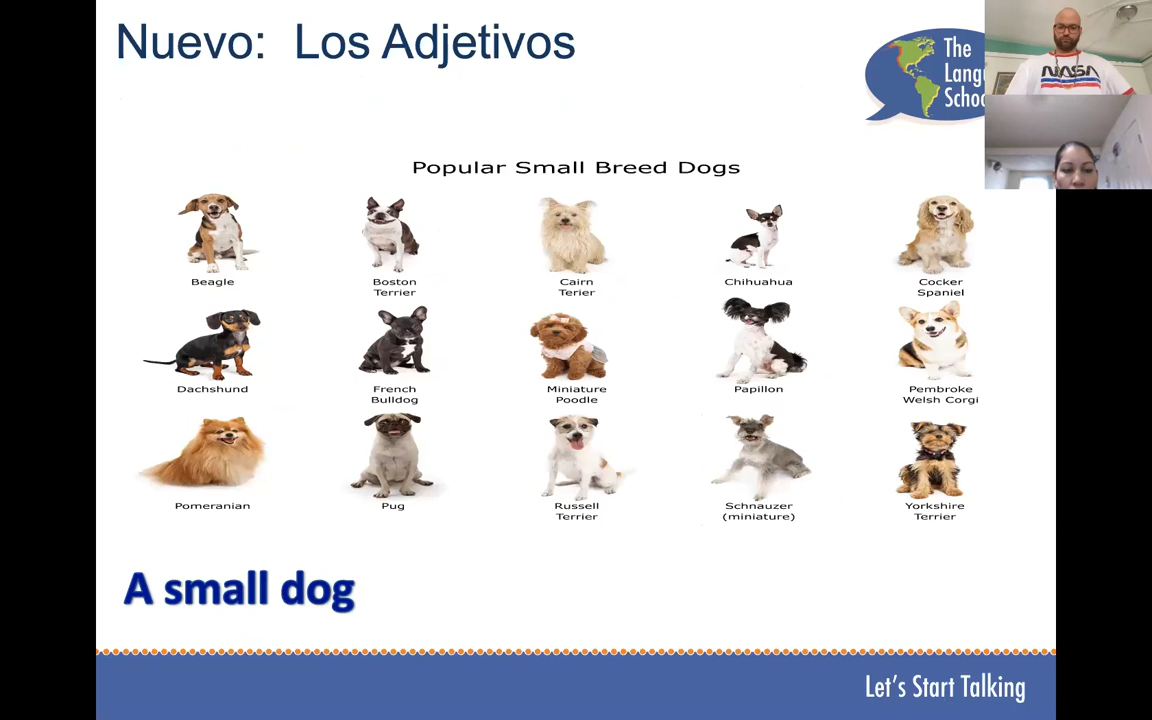 Nuevo: Los Adjetivos
The
Lang
Schoo
NASA
Popular Small Breed Dogs
Beagle
Boston
Terrier
Cairn
Terier
Chihuahua
Cocker
Spaniel
Dachshund
French
Bulldog
Miniature
Poodle
Papillon
Pembroke
Welsh Corgi
Pomeranian
Pug
Russell
Terrier
Schnauzer
(miniature)
Yorkshire
Terrier
A small dog
Let's Start Talking